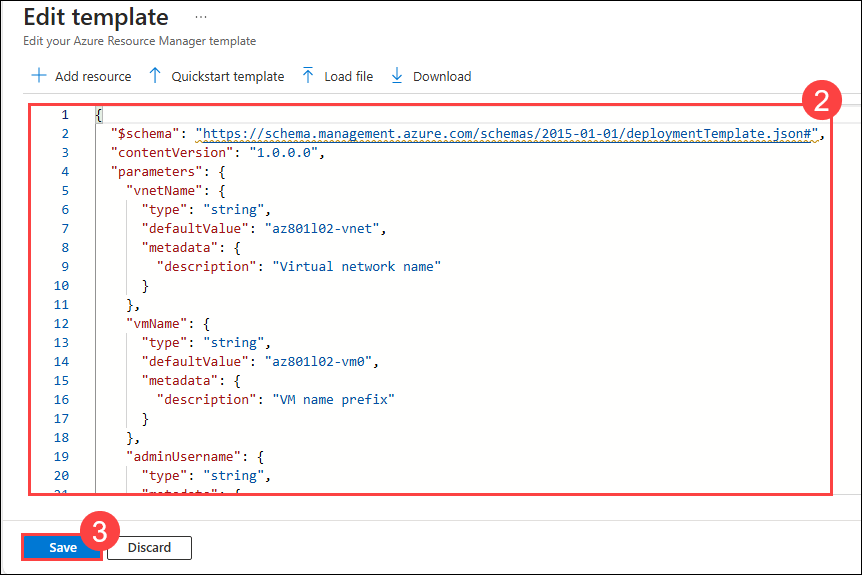 Edit template ...
Edit your Azure Resource Manager template
Add resource Quickstart template Load file Download
2
1 {
2 "$schema": "https://schema.management.azure.com/schemas/2015-01-01/deploymentTemplate.json#",
3 "contentVersion": "1.0.0.0",
4 "parameters": {
5 "vnetName": {
6 "type": "string",
7 "defaultValue": "az801l02-vnet",
8 "metadata": {
9 "description": "Virtual network name"
10 }
11 },
12 "vmName": {
13 "type": "string",
14 "defaultValue": "az801l02-vm0",
15 "metadata": {
16 "description": "VM name prefix"
17 }
18 },
19 "adminUsername": {
20 "type": "string",
21 "metadata": {
3
Save Discard